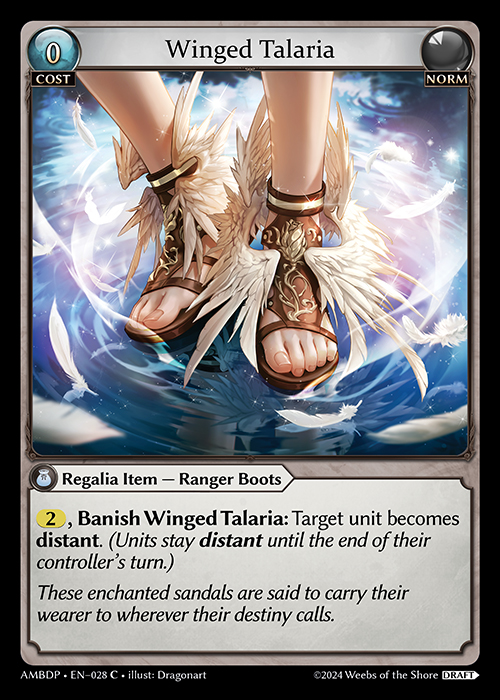 0
Winged Talaria
COST
NORM
Regalia Item — Ranger Boots
2, Banish Winged Talaria: Target unit becomes
distant. (Units stay distant until the end of their
controller's turn.)
These enchanted sandals are said to carry their
wearer to wherever their destiny calls.
AMBDP • EN–028 C • illust: Dragonart
©2024 Weebs of the Shore DRAFT